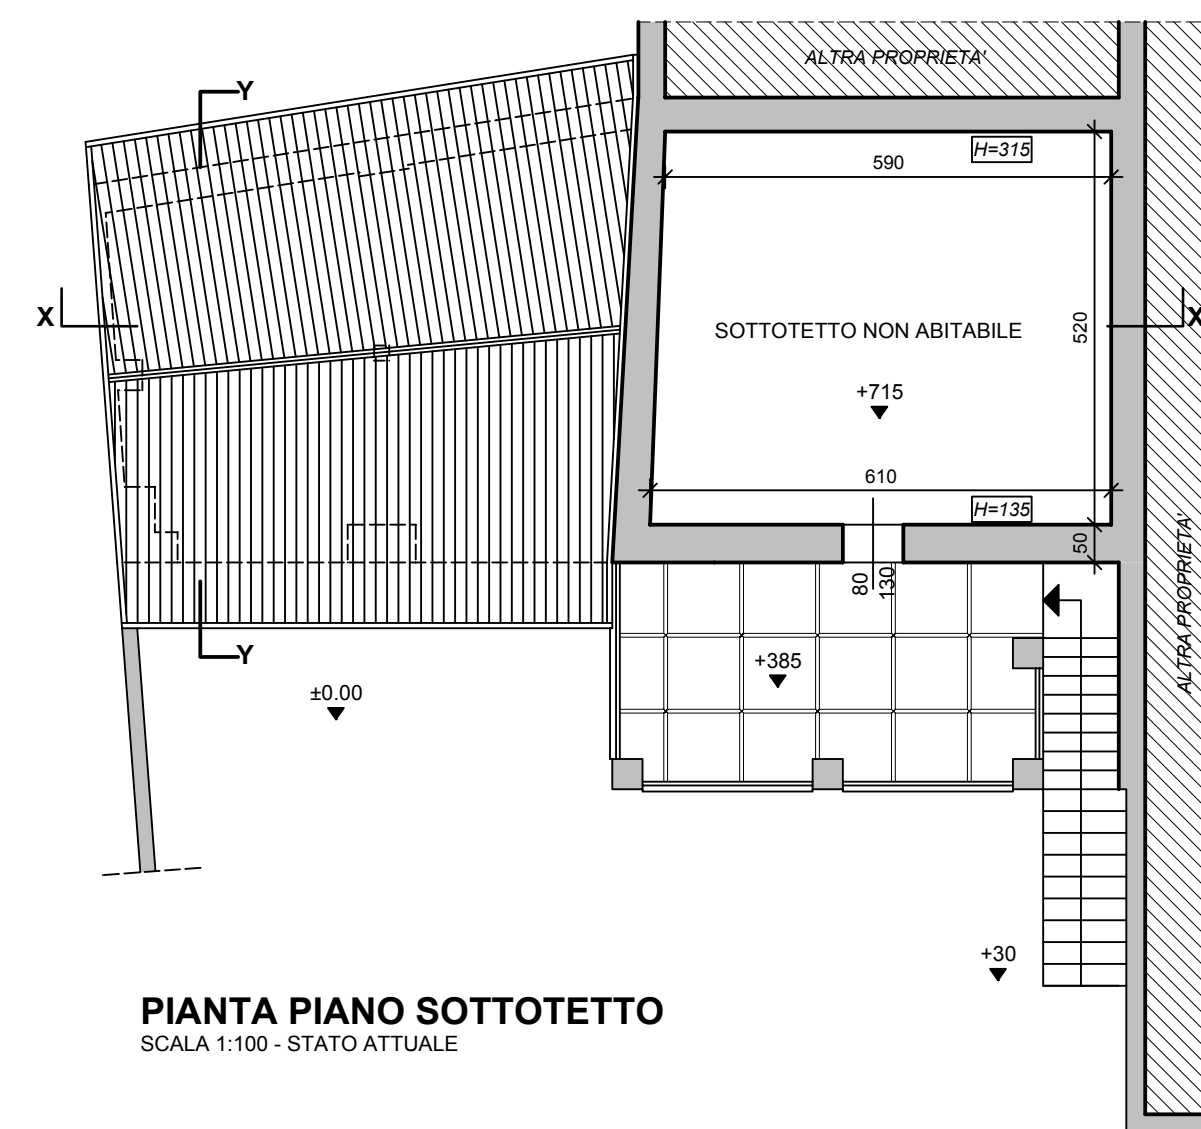 ALTRA PROPRIETA'
Y
H=315
590
X
X
520
SOTTOTETTO NON ABITABILE
+715
610
H=135
50
80
130
ALTRA PROPRIETA'
Y
+385
±0.00
+30
PIANTA PIANO SOTTOTETTO
SCALA 1:100 - STATO ATTUALE